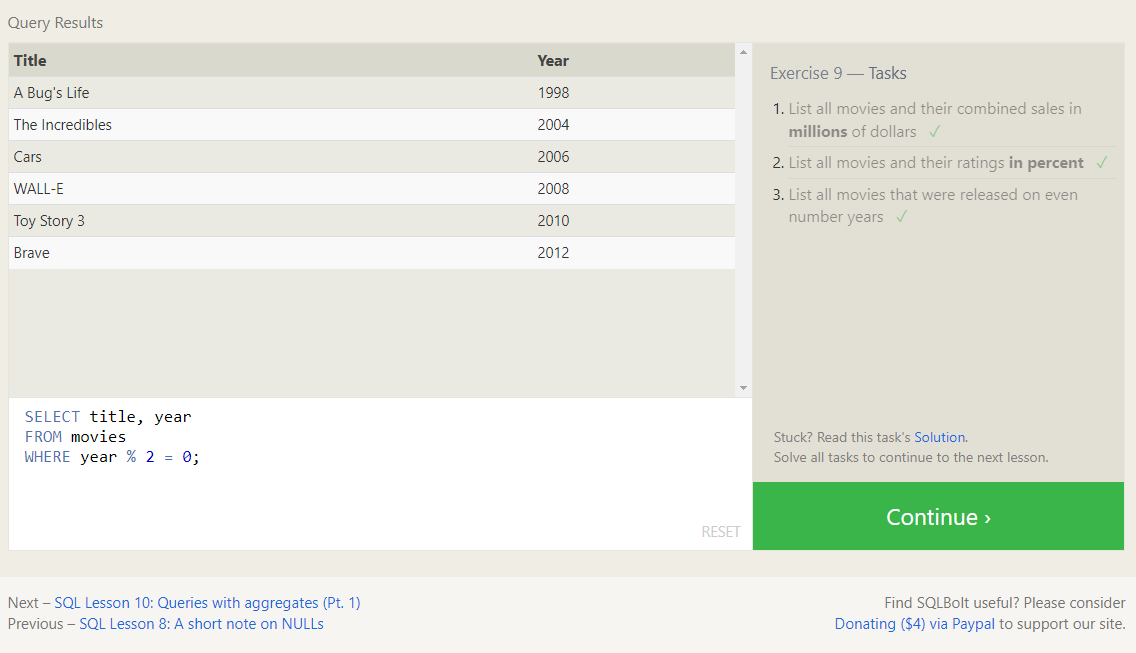 Query Results
Title Year
A Bug's Life 1998
The Incredibles 2004
Cars 2006
WALL-E 2008
Toy Story 3 2010
Brave 2012
SELECT title, year
FROM movies
WHERE year % 2 = 0;
RESET
Exercise 9 — Tasks
1. List all movies and their combined sales in
millions of dollars ✓
2. List all movies and their ratings in percent ✓
3. List all movies that were released on even
number years ✓
Stuck? Read this task's Solution.
Solve all tasks to continue to the next lesson.
Continue ›
Next – SQL Lesson 10: Queries with aggregates (Pt. 1)
Previous – SQL Lesson 8: A short note on NULLs
Find SQLBolt useful? Please consider
Donating ($4) via Paypal to support our site.